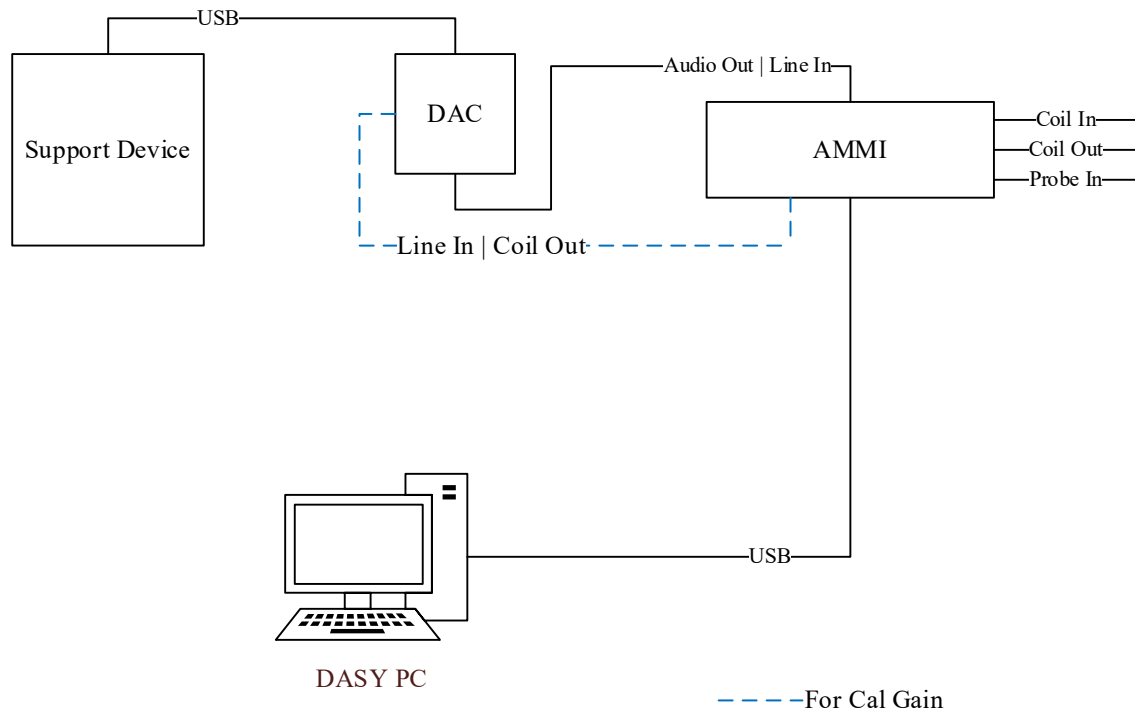 USB
Audio Out | Line In
DAC
Support Device
AMMI
Coil In
Coil Out
Probe In
Line In | Coil Out
USB
DASY PC
For Cal Gain